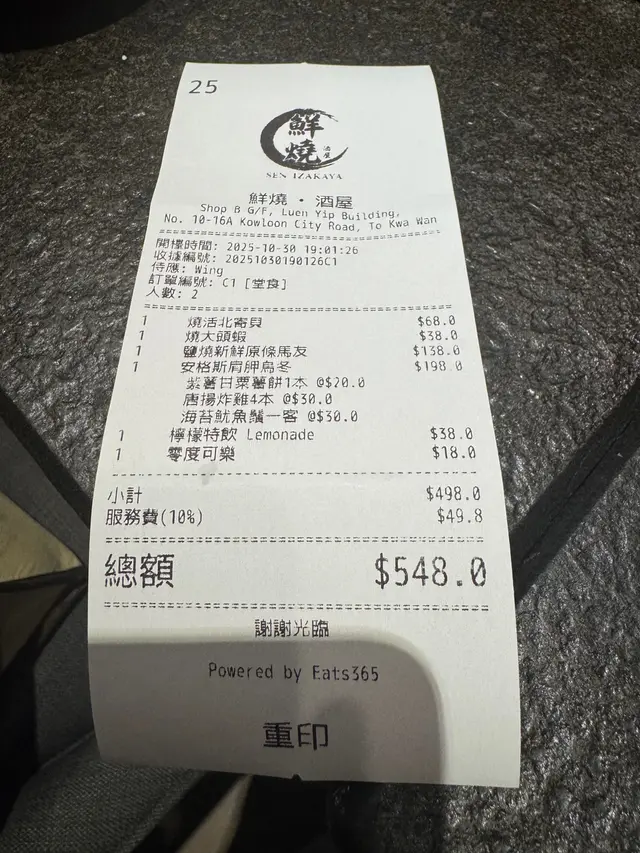 25
鮮燒 酒屋
SEN IZAKAYA
鮮燒・酒屋
Shop B G/F, Luen Yip Building,
No. 10-16A Kowloon City Road, To Kwa Wan
開檯時間: 2025-10-30 19:01:26
收據編號: 20251030190126C1
侍應: Wing
訂單編號: C1 [堂食]
人數: 2
1 燒活北寄貝 $68.0
1 燒大頭蝦 $38.0
1 鹽燒新鮮原條馬友 $138.0
1 安格斯肩胛烏冬 $198.0
紫薯甘栗薯餅1本 @$20.0
唐揚炸雞4本 @$30.0
海苔魷魚鬚一客 @$30.0
1 檸檬特飲 Lemonade $38.0
1 零度可樂 $18.0
小計 $498.0
服務費(10%) $49.8
總額 $548.0
謝謝光臨
Powered by Eats365
重印